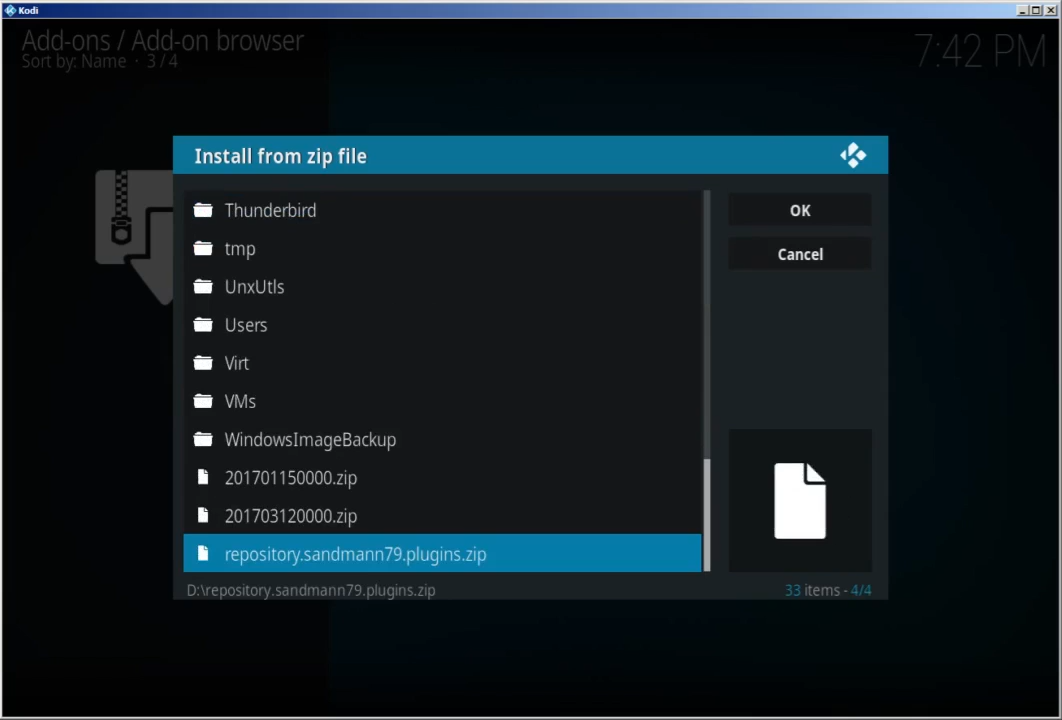 Kodi
Add-ons / Add-on browser
Sort by: Name · 3 / 4
7:42 PM
Install from zip file
Thunderbird
tmp
UnxUtls
Users
Virt
VMs
WindowsImageBackup
201701150000.zip
201703120000.zip
repository.sandmann79.plugins.zip
OK
Cancel
D:\repository.sandmann79.plugins.zip
33 items - 4/4